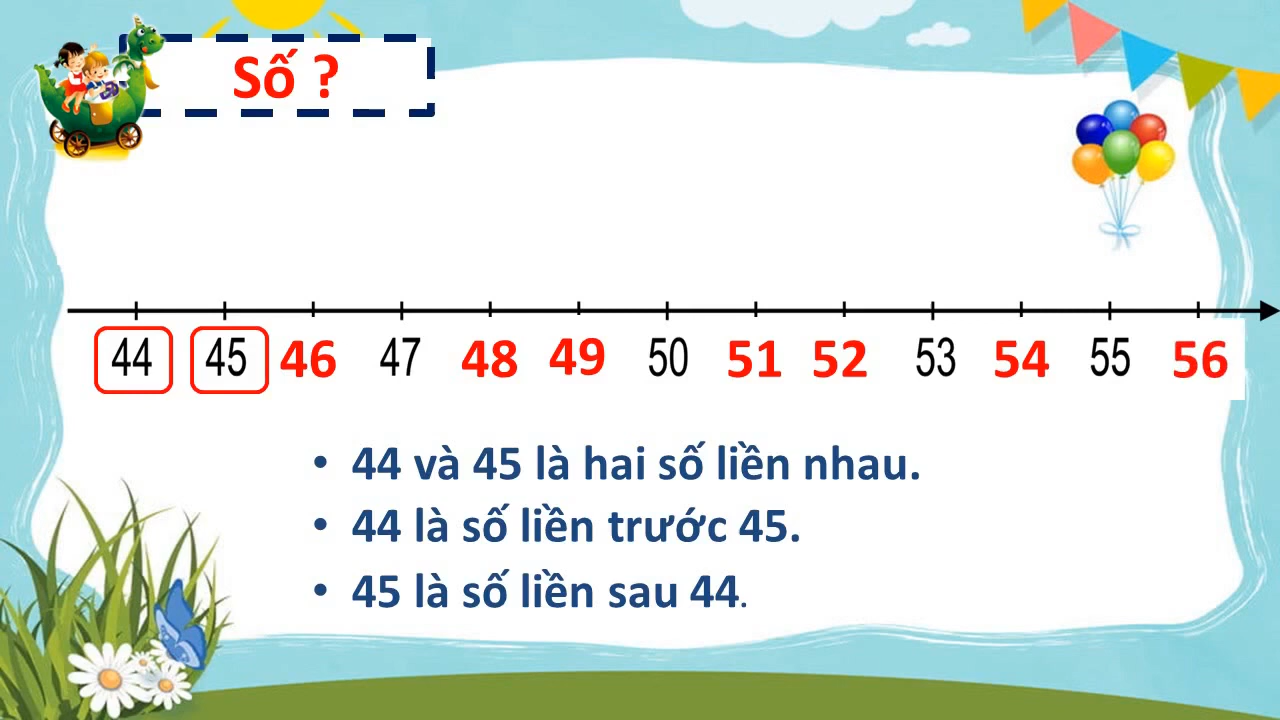 Số ?
44 45 46 47 48 49 50 51 52 53 54 55 56
• 44 và 45 là hai số liền nhau.
• 44 là số liền trước 45.
• 45 là số liền sau 44.